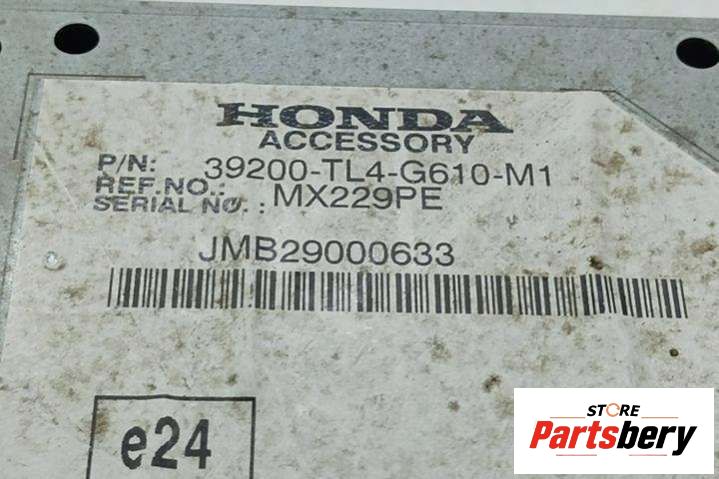 HONDA
ACCESSORY
P/N: 39200-TL4-G610-M1
REF.NO.: MX229PE
SERIAL NO.:
JMB29000633
e24
STORE
Partsbery